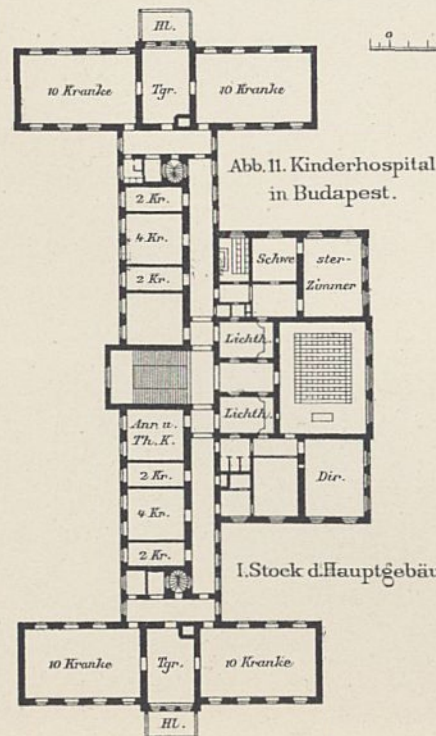 Hl.
0
10 Kranke Tgr. 10 Kranke
Abb. 11. Kinderhospital
in Budapest.
2 Kr.
4 Kr.
Schwe ster-
2 Kr.
Zimmer
Lichth.
Lichth.
Ann. u.
Th. K.
2 Kr.
Dir.
4 Kr.
2 Kr.
I. Stock d. Hauptgebäu
10 Kranke Tgr. 10 Kranke
Hl.